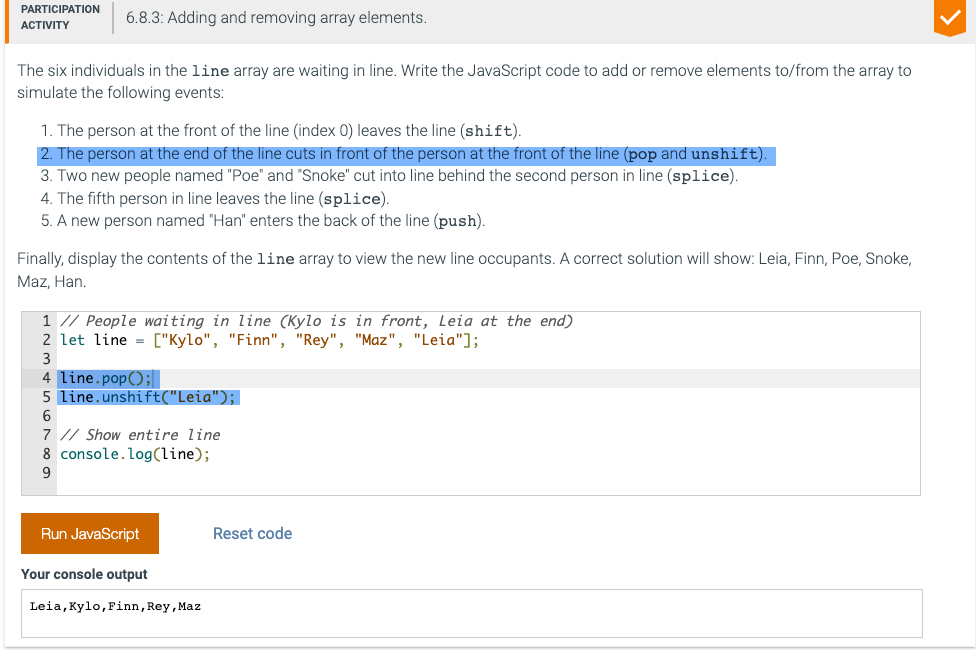 PARTICIPATION
ACTIVITY
6.8.3: Adding and removing array elements.
The six individuals in the line array are waiting in line. Write the JavaScript code to add or remove elements to/from the array to
simulate the following events:
1. The person at the front of the line (index 0) leaves the line (shift).
2. The person at the end of the line cuts in front of the person at the front of the line (pop and unshift).
3. Two new people named "Poe" and "Snoke" cut into line behind the second person in line (splice).
4. The fifth person in line leaves the line (splice).
5. A new person named "Han" enters the back of the line (push).
Finally, display the contents of the line array to view the new line occupants. A correct solution will show: Leia, Finn, Poe, Snoke,
Maz, Han.
1 // People waiting in line (Kylo is in front, Leia at the end)
2 let line = ["Kylo", "Finn", "Rey", "Maz", "Leia"];
3
4 line.pop();
5 line.unshift("Leia");
6
7 // Show entire line
8 console.log(line);
9
Run JavaScript
Reset code
Your console output
Leia,Kylo,Finn,Rey,Maz